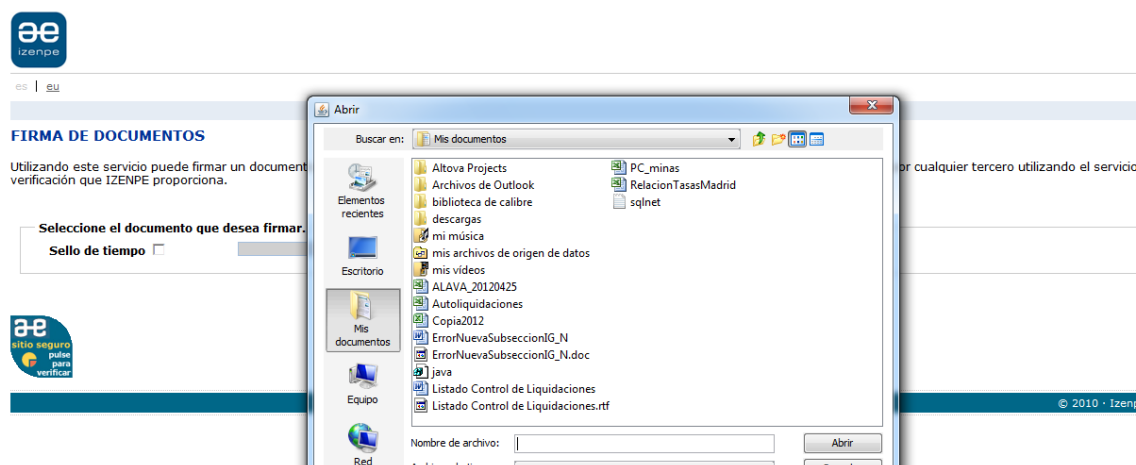 izenpe
es | eu
FIRMA DE DOCUMENTOS
Utilizando este servicio puede firmar un document
or cualquier tercero utilizando el servicio
verificación que IZENPE proporciona.
Seleccione el documento que desea firmar.
Sello de tiempo
sitio seguro
pulse
para
verificar
© 2010 · Izenp
Abrir
Buscar en:
Mis documentos
Elementos
recientes
Escritorio
Mis
documentos
Equipo
Red
Altova Projects
Archivos de Outlook
biblioteca de calibre
descargas
mi música
mis archivos de origen de datos
mis vídeos
ALAVA_20120425
Autoliquidaciones
Copia2012
ErrorNuevaSubseccionIG_N
ErrorNuevaSubseccionIG_N.doc
java
Listado Control de Liquidaciones
Listado Control de Liquidaciones.rtf
PC_minas
RelacionTasasMadrid
sqlnet
Nombre de archivo:
Abrir